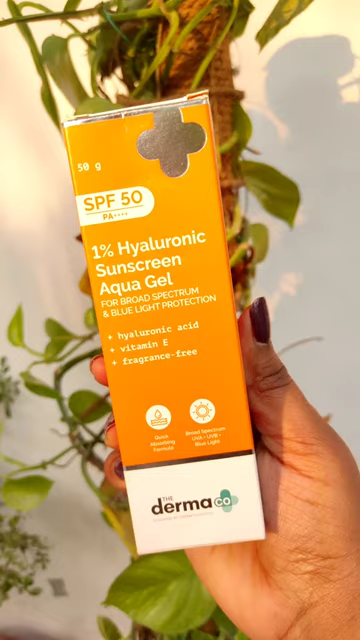 50 g
SPF 50
PA++++
1% Hyaluronic
Sunscreen
Aqua Gel
FOR BROAD SPECTRUM
& BLUE LIGHT PROTECTION
+ hyaluronic acid
+ vitamin E
+ fragrance-free
Quick
Absorbing
Formula
Broad Spectrum
UVA + UVB +
Blue Light
THE
derma co